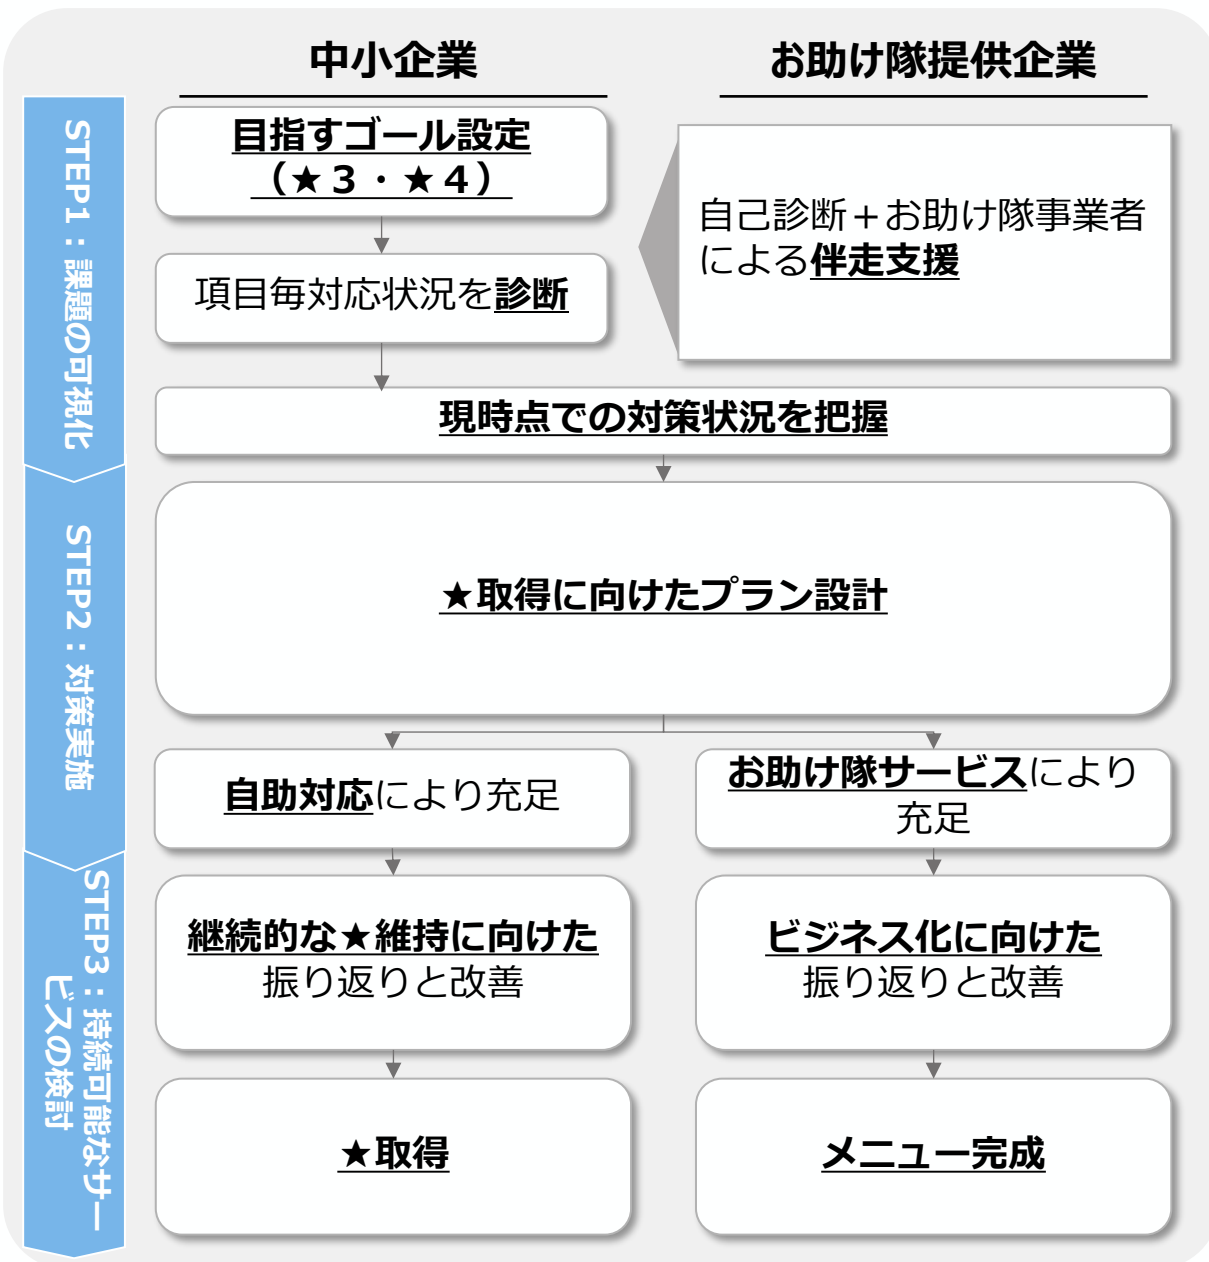 中小企業
お助け隊提供企業
STEP1：課題の可視化
目指すゴール設定
（★３・★４）
項目毎対応状況を診断
自己診断＋お助け隊事業者
による伴走支援
現時点での対策状況を把握
STEP2：対策実施
★取得に向けたプラン設計
自助対応により充足
お助け隊サービスにより
充足
STEP3：持続可能なサー
ビスの検討
継続的な★維持に向けた
振り返りと改善
ビジネス化に向けた
振り返りと改善
★取得
メニュー完成